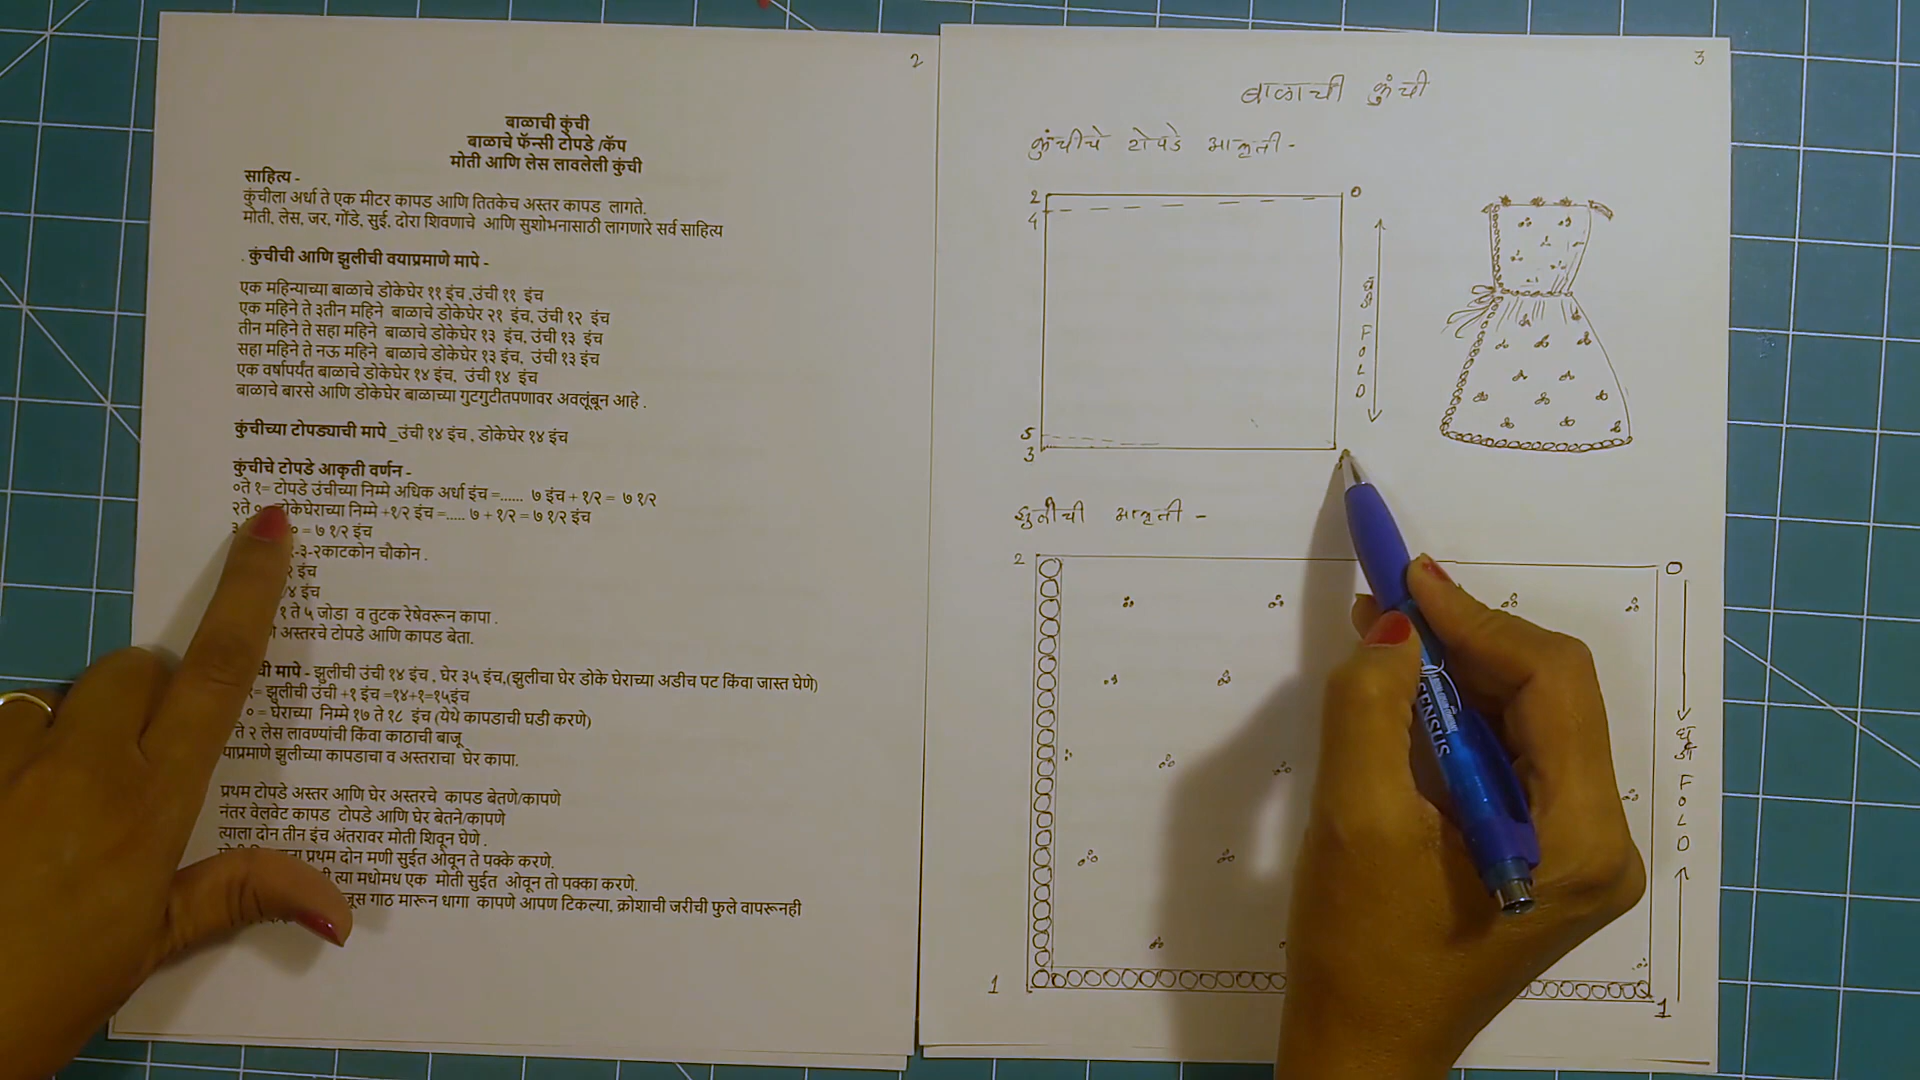 2
बाळाची कुंची
बाळाचे फॅन्सी टोपडे /कॅप
मोती आणि लेस लावलेली कुंची
साहित्य -
कुंचीला अर्धा ते एक मीटर कापड आणि तितकेच अस्तर कापड लागते.
मोती, लेस, जर, गोंडे, सुई, दोरा शिवणाचे आणि सुशोभनासाठी लागणारे सर्व साहित्य
. कुंचीची आणि झुलीची वयाप्रमाणे मापे -
एक महिन्याच्या बाळाचे डोकेघेर ११ इंच ,उंची ११ इंच
एक महिने ते ३तीन महिने बाळाचे डोकेघेर २१ इंच, उंची १२ इंच
तीन महिने ते सहा महिने बाळाचे डोकेघेर १३ इंच, उंची १३ इंच
सहा महिने ते नऊ महिने बाळाचे डोकेघेर १३ इंच, उंची १३ इंच
एक वर्षापर्यंत बाळाचे डोकेघेर १४ इंच, उंची १४ इंच
बाळाचे बारसे आणि डोकेघेर बाळाच्या गुटगुटीतपणावर अवलूंबून आहे .
कुंचीच्या टोपड्याची मापे _उंची १४ इंच , डोकेघेर १४ इंच
कुंचीचे टोपडे आकृती वर्णन -
०ते १= टोपडे उंचीच्या निम्मे अधिक अर्धा इंच =...... ७ इंच + १/२ = ७ १/२
२ते डोकेघेराच्या निम्मे +१/२ इंच =..... ७ + १/२ = ७ १/२ इंच
= ७ १/२ इंच
-३-२काटकोन चौकोन .
इंच
/४ इंच
१ ते ५ जोडा व तुटक रेषेवरून कापा .
अस्तरचे टोपडे आणि कापड बेता.
मापे - झुलीची उंची १४ इंच , घेर ३५ इंच,(झुलीचा घेर डोके घेराच्या अडीच पट किंवा जास्त घेणे)
= झुलीची उंची +१ इंच =१४+१=१५इंच
० = घेराच्या निम्मे १७ ते १८ इंच (येथे कापडाची घडी करणे)
ते २ लेस लावण्यांची किंवा काठाची बाजू
याप्रमाणे झुलीच्या कापडाचा व अस्तराचा घेर कापा.
प्रथम टोपडे अस्तर आणि घेर अस्तरचे कापड बेतणे/कापणे
नंतर वेलवेट कापड टोपडे आणि घेर बेतने/कापणे
त्याला दोन तीन इंच अंतरावर मोती शिवून घेणे .
प्रथम दोन मणी सुईत ओवून ते पक्के करणे.
त्या मधोमध एक मोती सुईत ओवून तो पक्का करणे.
गाठ मारून धागा कापणे आपण टिकल्या, क्रोशाची जरीची फुले वापरूनही
3
बाळाची कुंची
कुंचीचे टोपडे आकृती -
2
0
4
घडी FOLD
5
3
झुलीची आकृती -
2
0
घडी FOLD
1
1
SENSUS